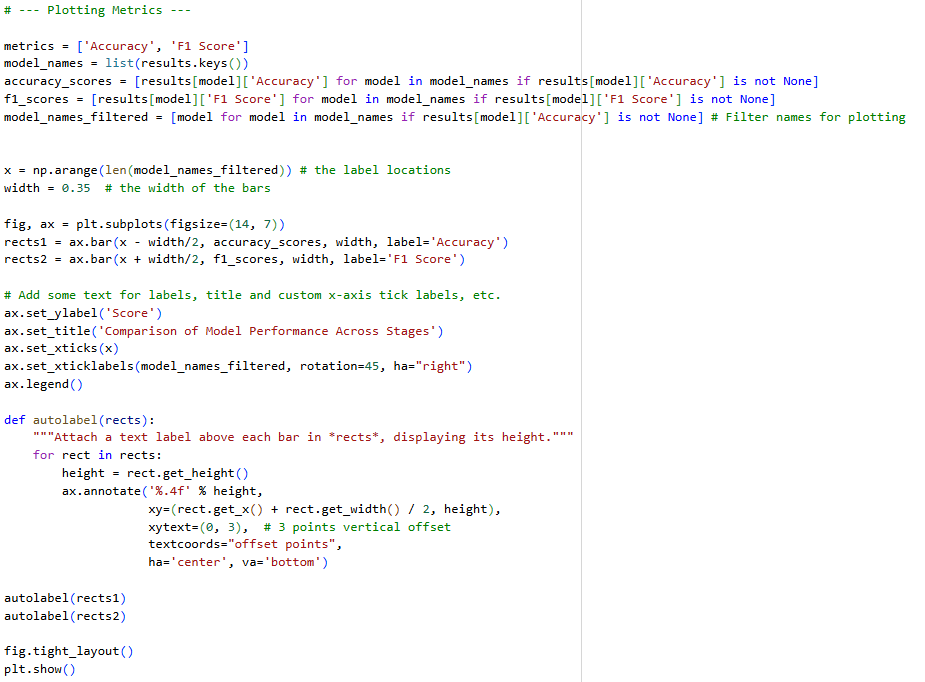 # --- Plotting Metrics ---
metrics = ['Accuracy', 'F1 Score']
model_names = list(results.keys())
accuracy_scores = [results[model]['Accuracy'] for model in model_names if results[model]['Accuracy'] is not None]
f1_scores = [results[model]['F1 Score'] for model in model_names if results[model]['F1 Score'] is not None]
model_names_filtered = [model for model in model_names if results[model]['Accuracy'] is not None] # Filter names for plotting
x = np.arange(len(model_names_filtered)) # the label locations
width = 0.35  # the width of the bars
fig, ax = plt.subplots(figsize=(14, 7))
rects1 = ax.bar(x - width/2, accuracy_scores, width, label='Accuracy')
rects2 = ax.bar(x + width/2, f1_scores, width, label='F1 Score')
# Add some text for labels, title and custom x-axis tick labels, etc.
ax.set_ylabel('Score')
ax.set_title('Comparison of Model Performance Across Stages')
ax.set_xticks(x)
ax.set_xticklabels(model_names_filtered, rotation=45, ha="right")
ax.legend()
def autolabel(rects):
    """Attach a text label above each bar in *rects*, displaying its height."""
    for rect in rects:
        height = rect.get_height()
        ax.annotate('%.4f' % height,
                    xy=(rect.get_x() + rect.get_width() / 2, height),
                    xytext=(0, 3),  # 3 points vertical offset
                    textcoords="offset points",
                    ha='center', va='bottom')
autolabel(rects1)
autolabel(rects2)
fig.tight_layout()
plt.show()